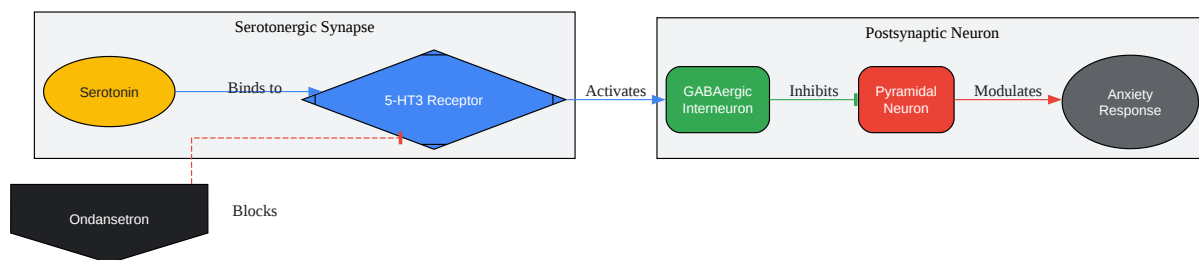 Serotonergic Synapse
Postsynaptic Neuron
Serotonin
Binds to
5-HT3 Receptor
Activates
GABAergic
Interneuron
Inhibits
Pyramidal
Neuron
Modulates
Anxiety
Response
Ondansetron
Blocks